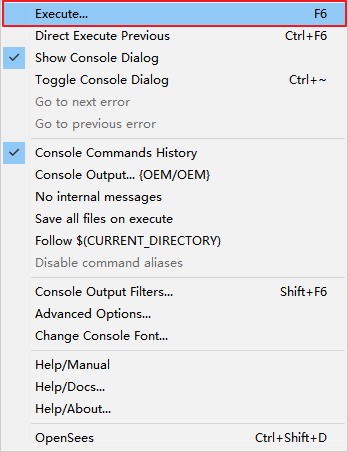 Execute... F6
Direct Execute Previous Ctrl+F6
Show Console Dialog
Toggle Console Dialog Ctrl+~
Go to next error
Go to previous error
Console Commands History
Console Output... {OEM/OEM}
No internal messages
Save all files on execute
Follow $(CURRENT_DIRECTORY)
Disable command aliases
Console Output Filters... Shift+F6
Advanced Options...
Change Console Font...
Help/Manual
Help/Docs...
Help/About...
OpenSees Ctrl+Shift+D